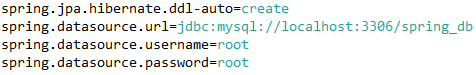 spring.jpa.hibernate.ddl-auto=create
spring.datasource.url=jdbc:mysql://localhost:3306/spring_db
spring.datasource.username=root
spring.datasource.password=root